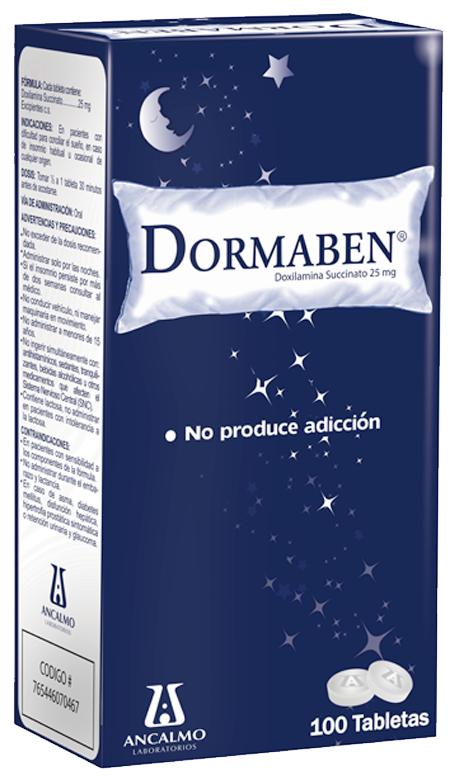 DORMABEN
FÓRMULA: Cada tableta contiene:
Doxilamina Succinato..........25 mg
Excipientes c.s.
INDICACIONES: En pacientes con
dificultad para conciliar el sueño, en caso
de insomnio habitual u ocasional de
cualquier origen.
DOSIS: Tomar ½ a 1 tableta 30 minutos
antes de acostarse.
VÍA DE ADMINISTRACIÓN: Oral
ADVERTENCIAS Y PRECAUCIONES:
•No exceder de la dosis recomen-
dada.
•Administrar solo por las noches.
•Si el insomnio persiste por más
de dos semanas consultar al
médico.
•No conducir vehículo, ni manejar
maquinaria en movimiento.
•No administrar a menores de 15
años.
•No ingerir simultáneamente con:
antihistamínicos, sedantes, tranquili-
zantes, bebidas alcohólicas u otros
medicamentos que afecten el
Sistema Nervioso Central (SNC).
•Contiene lactosa, no administrar
en pacientes con intolerancia a
la lactosa.
CONTRAINDICACIONES:
•En pacientes con sensibilidad a
los componentes de la fórmula.
•No administrar durante el emba-
razo y lactancia.
•En caso de asma, diabetes
mellitus, disfunción hepática,
hipertrofia prostática sintomática
o retención urinaria y glaucoma.
ANCALMO
LABORATORIOS
CODIGO #
765446070467
DORMABEN®
Doxilamina Succinato 25 mg
• No produce adicción
100 Tabletas
ANCALMO
LABORATORIOS